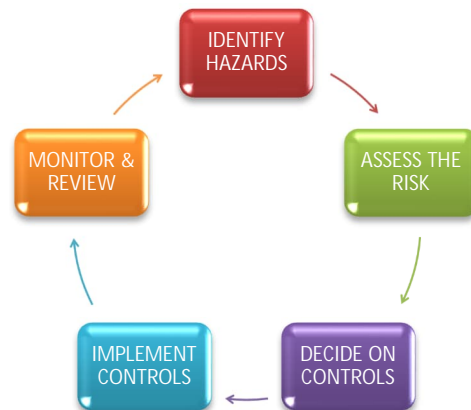 IDENTIFY
HAZARDS
ASSESS THE
RISK
DECIDE ON
CONTROLS
IMPLEMENT
CONTROLS
MONITOR &
REVIEW